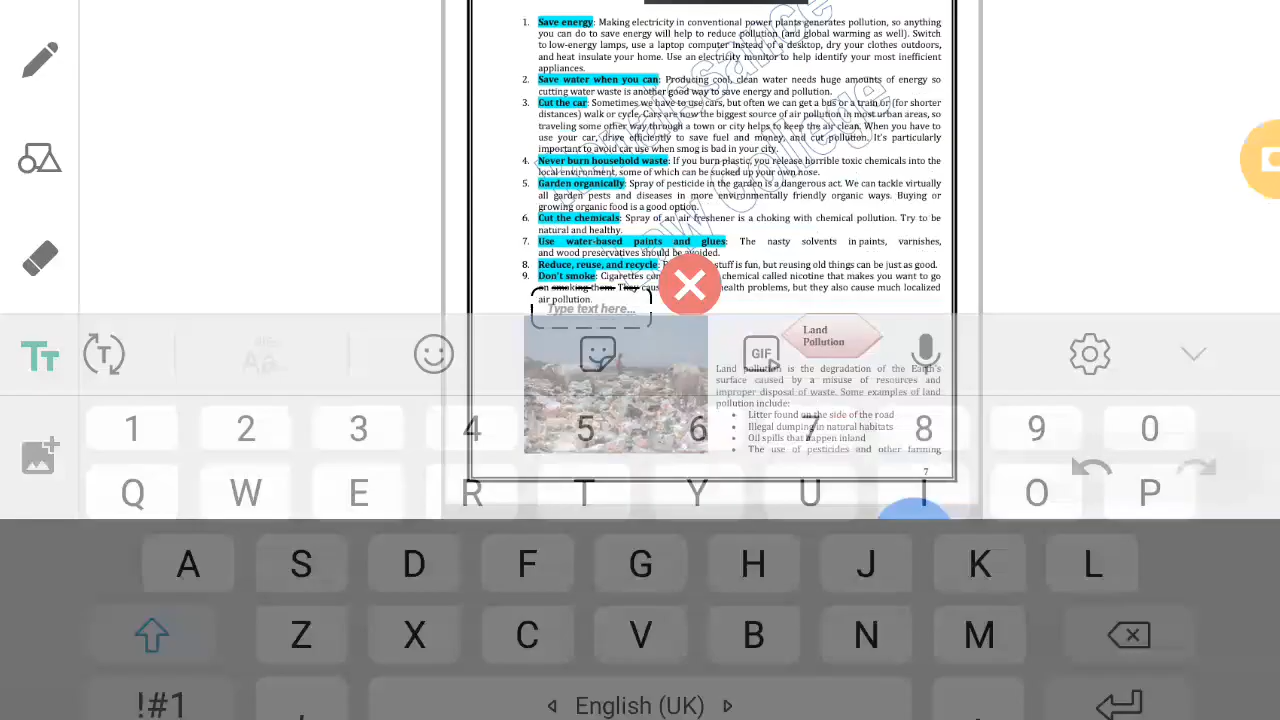 1. Save energy: Making electricity in conventional power plants generates pollution, so anything
you can do to save energy will help to reduce pollution (and global warming as well). Switch
to low-energy lamps, use a laptop computer instead of a desktop, dry your clothes outdoors,
and heat insulate your home. Use an electricity monitor to help identify your most inefficient
appliances.
2. Save water when you can: Producing cool, clean water needs huge amounts of energy so
cutting water waste is another good way to save energy and pollution.
3. Cut the car: Sometimes we have to use cars, but often we can get a bus or a train or (for shorter
distances) walk or cycle. Cars are now the biggest source of air pollution in most urban areas, so
traveling some other way through a town or city helps to keep the air clean. When you have to
use your car, drive efficiently to save fuel and money, and cut pollution. It's particularly
important to avoid car use when smog is bad in your city.
4. Never burn household waste: If you burn plastic, you release horrible toxic chemicals into the
local environment, some of which can be sucked up your own nose.
5. Garden organically: Spray of pesticide in the garden is a dangerous act. We can tackle virtually
all garden pests and diseases in more environmentally friendly organic ways. Buying or
growing organic food is a good option.
6. Cut the chemicals: Spray of an air freshener is a choking with chemical pollution. Try to be
natural and healthy.
7. Use water-based paints and glues: The nasty solvents in paints, varnishes,
and wood preservatives should be avoided.
8. Reduce, reuse, and recycle: stuff is fun, but reusing old things can be just as good.
9. Don't smoke: Cigarettes chemical called nicotine that makes you want to go
on smoking them. They health problems, but they also cause much localized
air pollution.
Type text here...
Land
Pollution
Land pollution is the degradation of the Earth's
surface caused by a misuse of resources and
improper disposal of waste. Some examples of land
pollution include:
• Litter found on the side of the road
• Illegal dumping in natural habitats
• Oil spills that happen inland
• The use of pesticides and other farming
7
Law College
TT T GIF
1 2 3 4 5 6 7 8 9 0
Q W E R T Y U I O P
A S D F G H J K L
Z X C V B N M
!#1 , English (UK) .